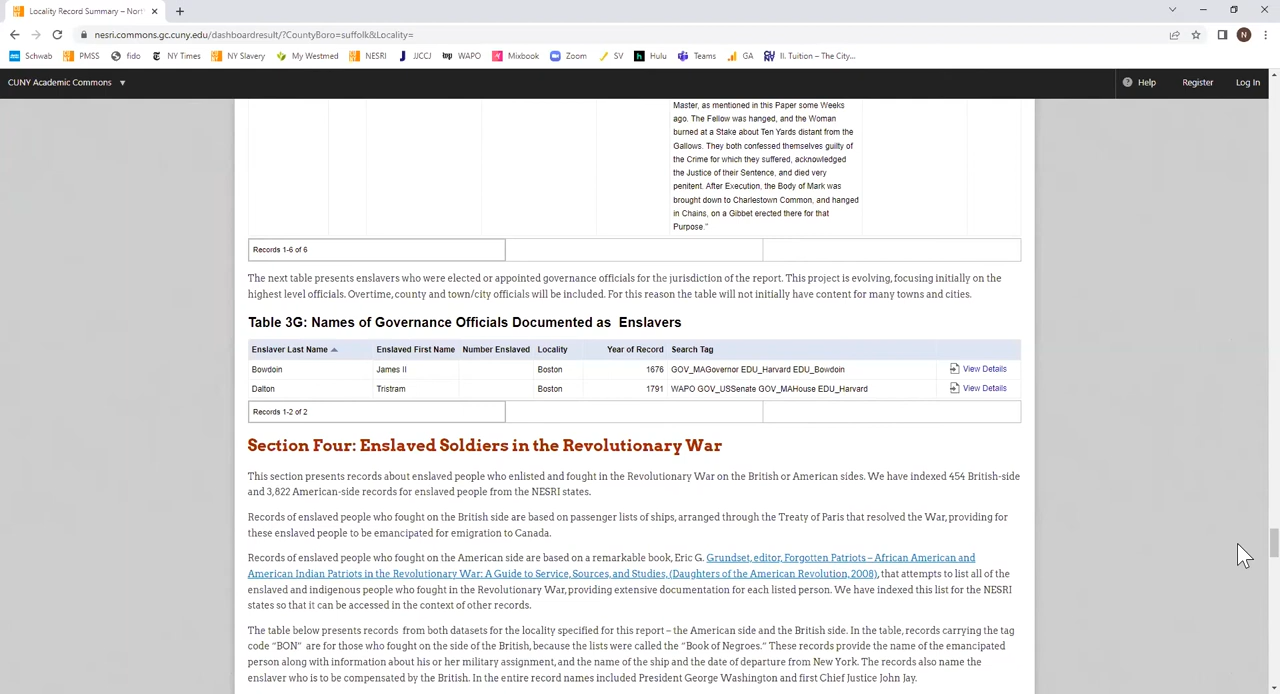 Locality Record Summary – Nor
nesri.commons.gc.cuny.edu/dashboardresult/?CountyBoro=suffolk&Locality=
N
Schwab PMSS fido NY Times NY Slavery My Westmed NESRI JJCCJ WAPO Mixbook Zoom SV Hulu Teams GA II. Tuition – The City...
CUNY Academic Commons Help Register Log In
Master, as mentioned in this Paper some Weeks
ago. The Fellow was hanged, and the Woman
burned at a Stake about Ten Yards distant from the
Gallows. They both confessed themselves guilty of
the Crime for which they suffered, acknowledged
the Justice of their Sentence, and died very
penitent. After Execution, the Body of Mark was
brought down to Charlestown Common, and hanged
in Chains, on a Gibbet erected there for that
Purpose."
Records 1-6 of 6
The next table presents enslavers who were elected or appointed governance officials for the jurisdiction of the report. This project is evolving, focusing initially on the
highest level officials. Overtime, county and town/city officials will be included. For this reason the table will not initially have content for many towns and cities.
Table 3G: Names of Governance Officials Documented as Enslavers
Enslaver Last Name Enslaved First Name Number Enslaved Locality Year of Record Search Tag
Bowdoin James II Boston 1676 GOV_MAGovernor EDU_Harvard EDU_Bowdoin View Details
Dalton Tristram Boston 1791 WAPO GOV_USSenate GOV_MAHouse EDU_Harvard View Details
Records 1-2 of 2
Section Four: Enslaved Soldiers in the Revolutionary War
This section presents records about enslaved people who enlisted and fought in the Revolutionary War on the British or American sides. We have indexed 454 British-side
and 3,822 American-side records for enslaved people from the NESRI states.
Records of enslaved people who fought on the British side are based on passenger lists of ships, arranged through the Treaty of Paris that resolved the War, providing for
these enslaved people to be emancipated for emigration to Canada.
Records of enslaved people who fought on the American side are based on a remarkable book, Eric G. Grundset, editor, Forgotten Patriots – African American and
American Indian Patriots in the Revolutionary War: A Guide to Service, Sources, and Studies, (Daughters of the American Revolution, 2008), that attempts to list all of the
enslaved and indigenous people who fought in the Revolutionary War, providing extensive documentation for each listed person. We have indexed this list for the NESRI
states so that it can be accessed in the context of other records.
The table below presents records from both datasets for the locality specified for this report – the American side and the British side. In the table, records carrying the tag
code “BON” are for those who fought on the side of the British, because the lists were called the “Book of Negroes.” These records provide the name of the emancipated
person along with information about his or her military assignment, and the name of the ship and the date of departure from New York. The records also name the
enslaver who is to be compensated by the British. In the entire record names included President George Washington and first Chief Justice John Jay.